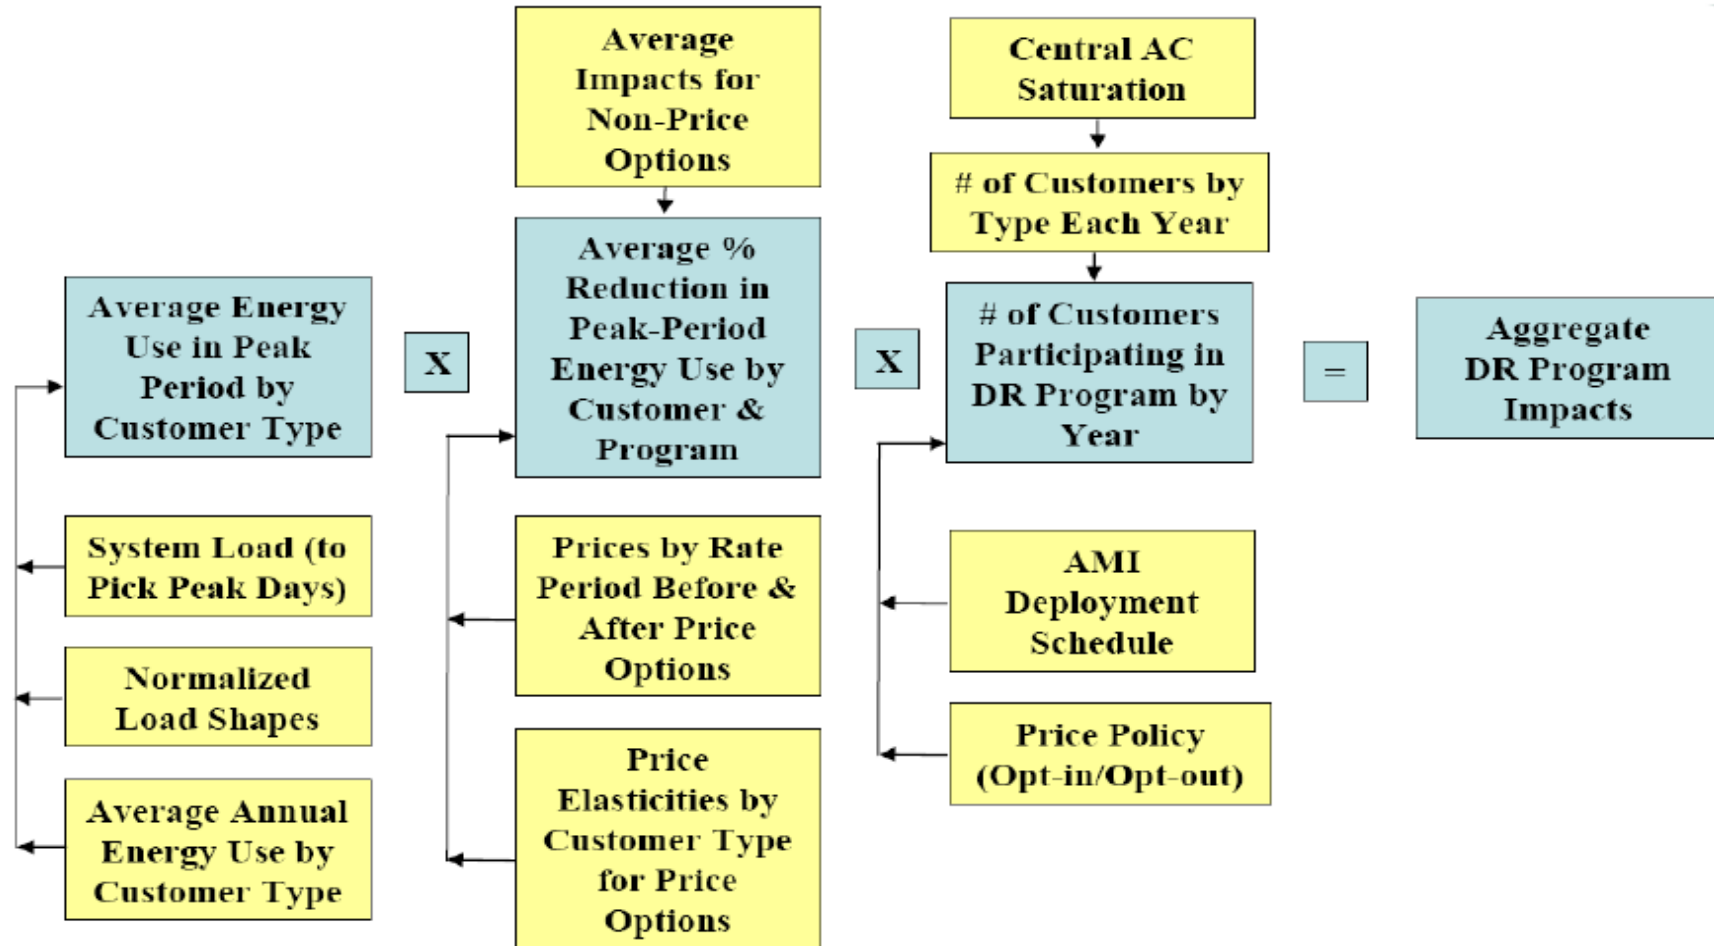 Average
Impacts for
Non-Price
Options
Central AC
Saturation
# of Customers by
Type Each Year
Average Energy
Use in Peak
Period by
Customer Type
X
Average %
Reduction in
Peak-Period
Energy Use by
Customer &
Program
X
# of Customers
Participating in
DR Program by
Year
=
Aggregate
DR Program
Impacts
System Load (to
Pick Peak Days)
Normalized
Load Shapes
Average Annual
Energy Use by
Customer Type
Prices by Rate
Period Before &
After Price
Options
Price
Elasticities by
Customer Type
for Price
Options
AMI
Deployment
Schedule
Price Policy
(Opt-in/Opt-out)